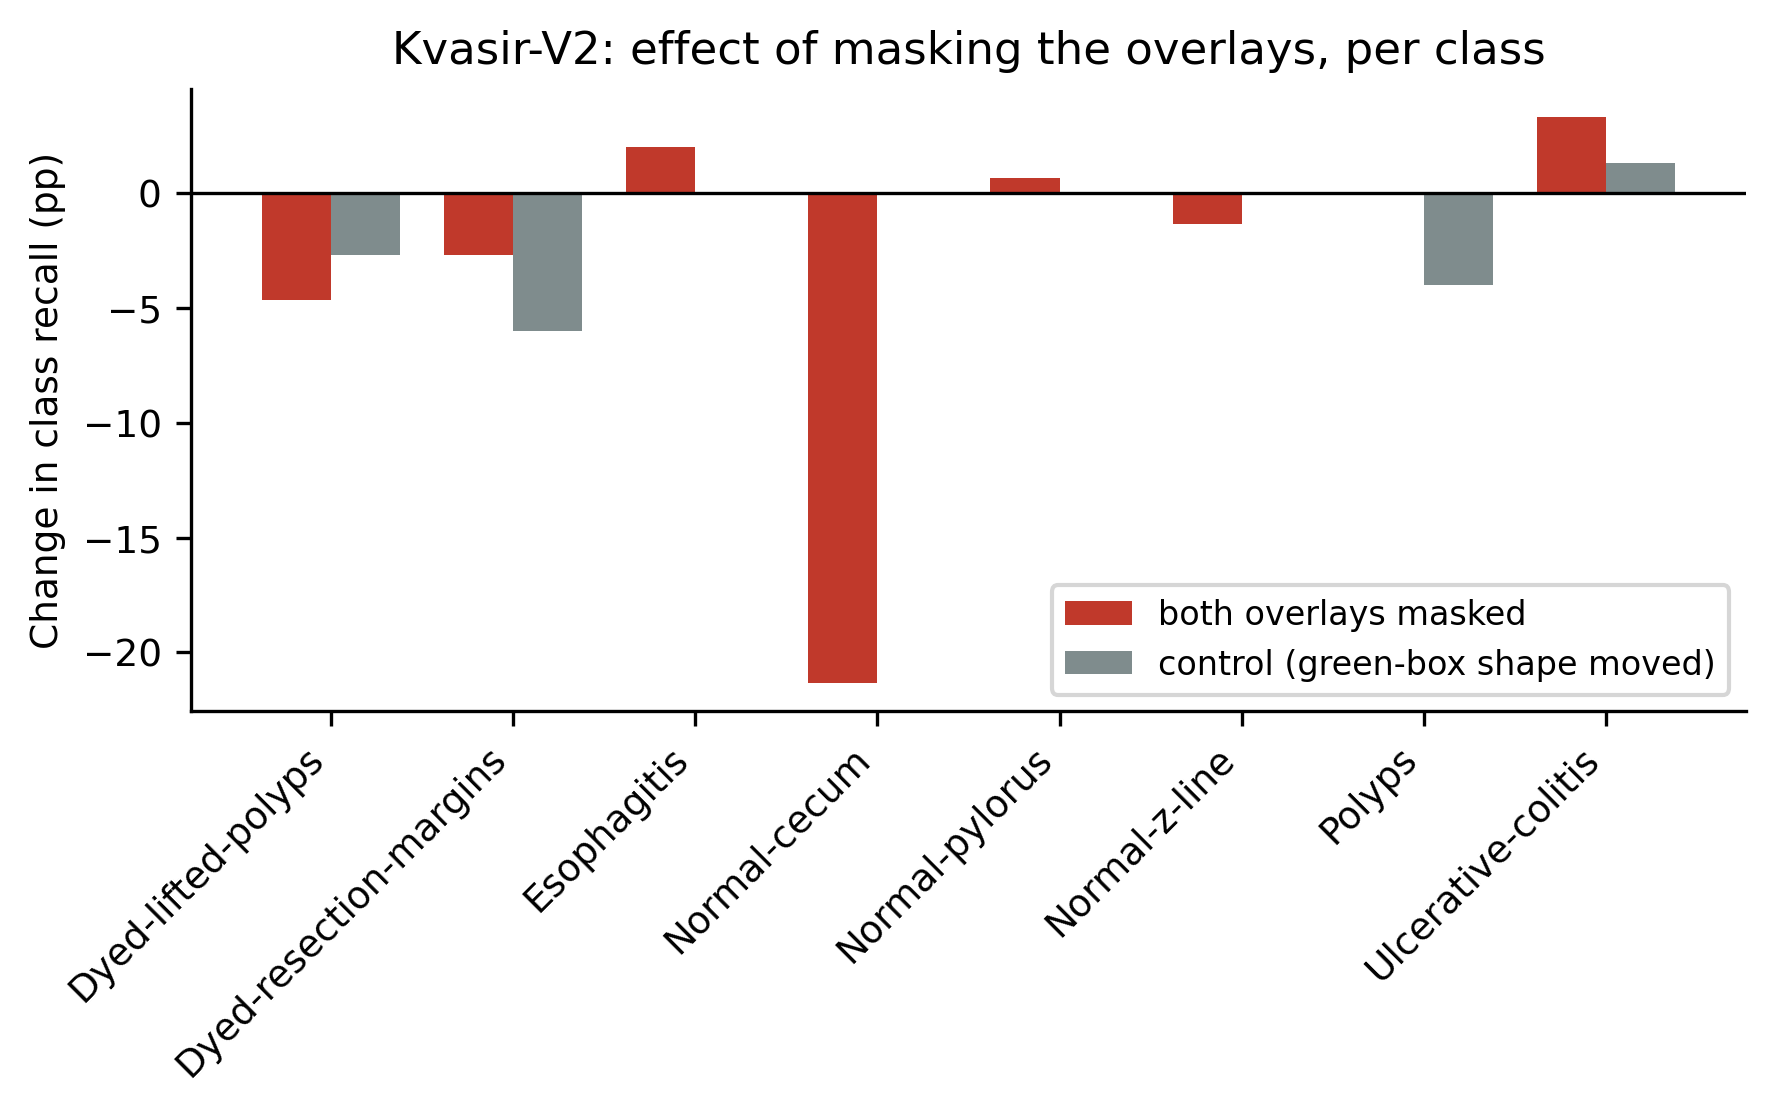 Kvasir-V2: effect of masking the overlays, per class
Change in class recall (pp)
0
−5
−10
−15
−20
both overlays masked
control (green-box shape moved)
Dyed-lifted-polyps
Dyed-resection-margins
Esophagitis
Normal-cecum
Normal-pylorus
Normal-z-line
Polyps
Ulcerative-colitis